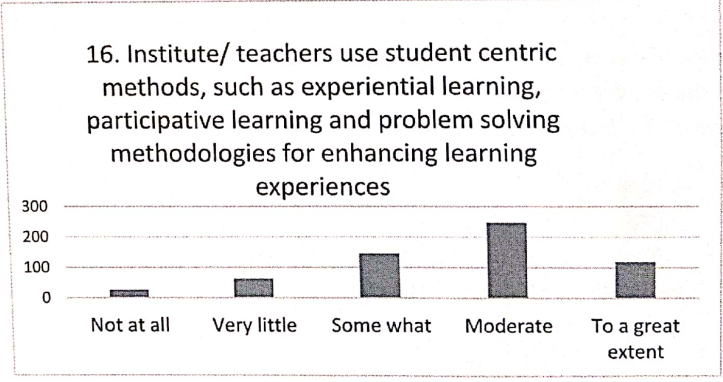 16. Institute/ teachers use student centric
methods, such as experiential learning,
participative learning and problem solving
methodologies for enhancing learning
experiences
300
200
100
0
Not at all
Very little
Some what
Moderate
To a great
extent